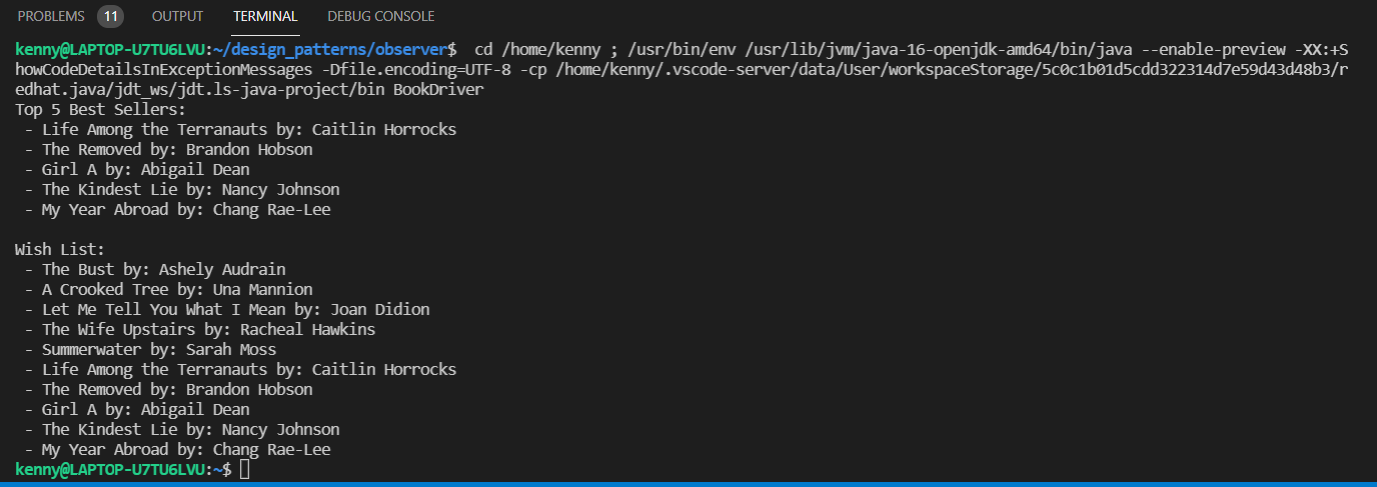 PROBLEMS 11 OUTPUT TERMINAL DEBUG CONSOLE
kenny@LAPTOP-U7TU6LVU:~/design_patterns/observer$  cd /home/kenny ; /usr/bin/env /usr/lib/jvm/java-16-openjdk-amd64/bin/java --enable-preview -XX:+S
howCodeDetailsInExceptionMessages -Dfile.encoding=UTF-8 -cp /home/kenny/.vscode-server/data/User/workspaceStorage/5c0c1b01d5cdd322314d7e59d43d48b3/r
edhat.java/jdt_ws/jdt.ls-java-project/bin BookDriver
Top 5 Best Sellers:
 - Life Among the Terranauts by: Caitlin Horrocks
 - The Removed by: Brandon Hobson
 - Girl A by: Abigail Dean
 - The Kindest Lie by: Nancy Johnson
 - My Year Abroad by: Chang Rae-Lee

Wish List:
 - The Bust by: Ashely Audrain
 - A Crooked Tree by: Una Mannion
 - Let Me Tell You What I Mean by: Joan Didion
 - The Wife Upstairs by: Racheal Hawkins
 - Summerwater by: Sarah Moss
 - Life Among the Terranauts by: Caitlin Horrocks
 - The Removed by: Brandon Hobson
 - Girl A by: Abigail Dean
 - The Kindest Lie by: Nancy Johnson
 - My Year Abroad by: Chang Rae-Lee
kenny@LAPTOP-U7TU6LVU:~$